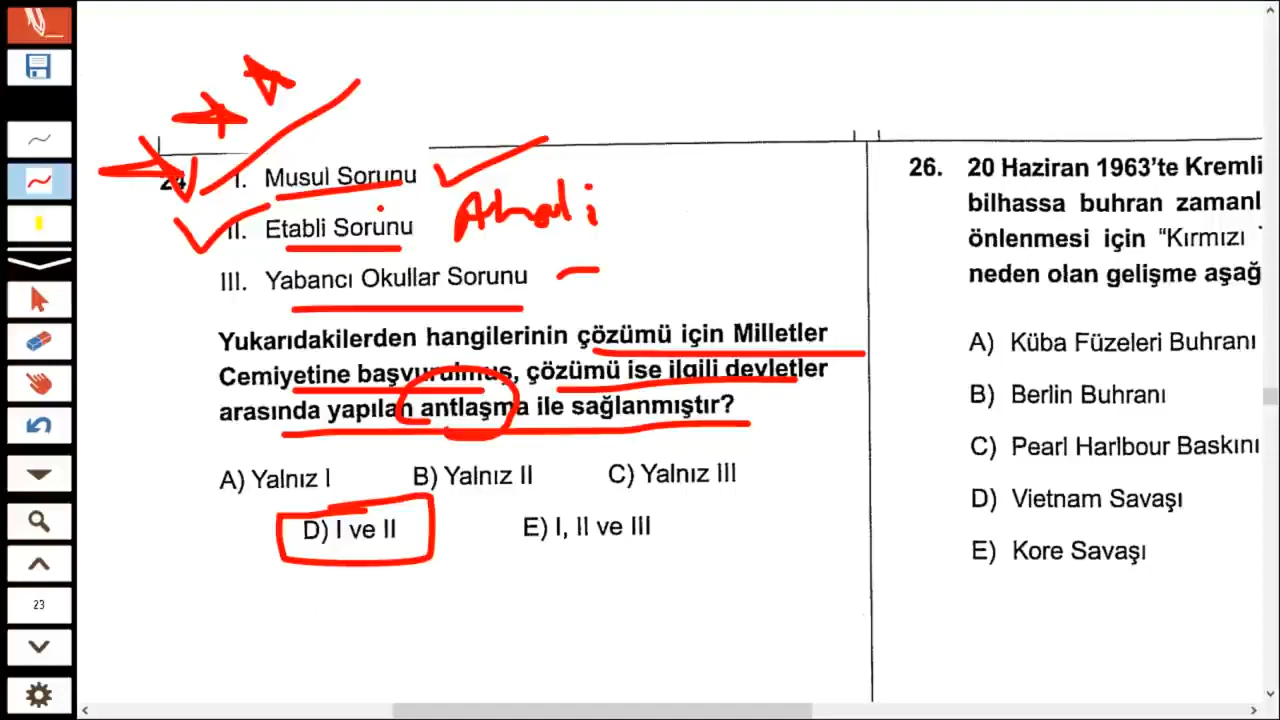 24. I. Musul Sorunu
II. Etabli Sorunu
Ahali
III. Yabancı Okullar Sorunu
Yukarıdakilerden hangilerinin çözümü için Milletler
Cemiyetine başvurulmuş, çözümü ise ilgili devletler
arasında yapılan antlaşma ile sağlanmıştır?
A) Yalnız I B) Yalnız II C) Yalnız III
D) I ve II E) I, II ve III
26. 20 Haziran 1963’te Kremli
bilhassa buhran zamanl
önlenmesi için “Kırmızı
neden olan gelişme aşağ
A) Küba Füzeleri Buhranı
B) Berlin Buhranı
C) Pearl Harlbour Baskını
D) Vietnam Savaşı
E) Kore Savaşı
23